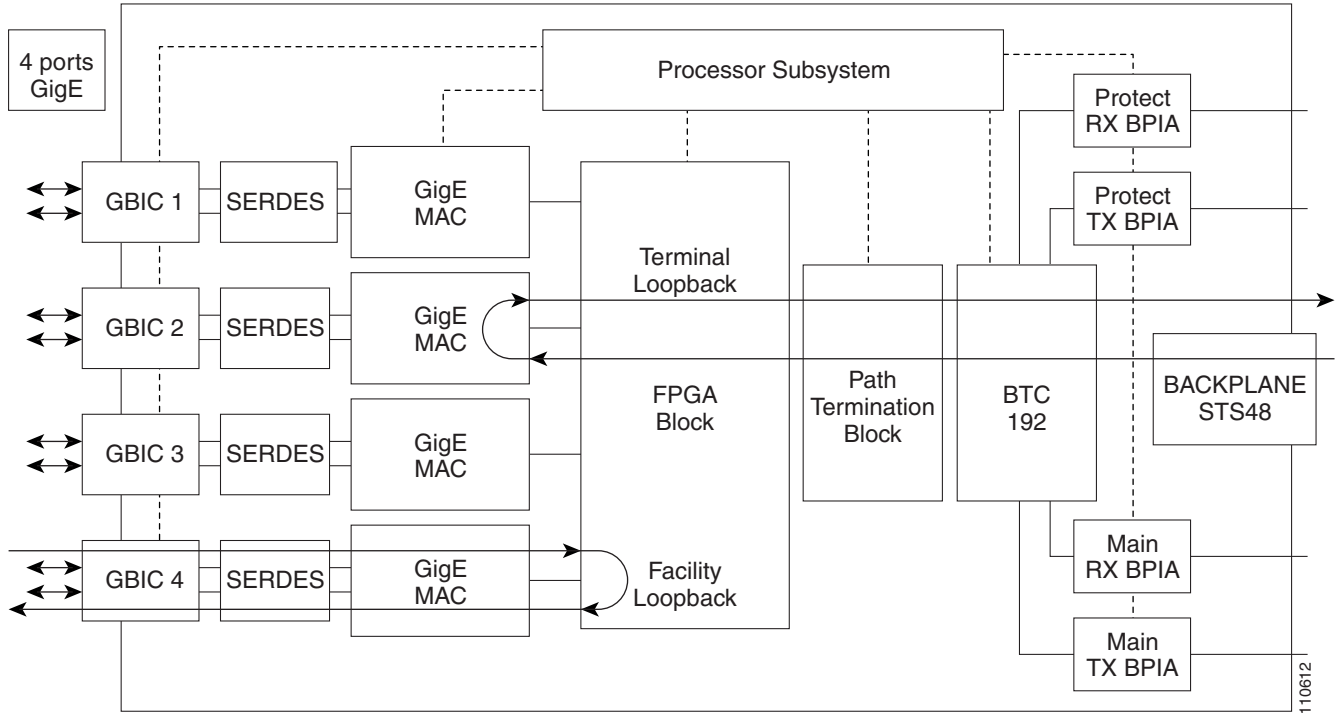 4 ports
GigE
Processor Subsystem
Protect
RX BPIA
GBIC 1
SERDES
GigE
MAC
Protect
TX BPIA
Terminal
Loopback
GBIC 2
SERDES
GigE
MAC
FPGA
Block
Path
Termination
Block
BTC
192
BACKPLANE
STS48
GBIC 3
SERDES
GigE
MAC
Main
RX BPIA
GBIC 4
SERDES
GigE
MAC
Facility
Loopback
Main
TX BPIA
110612